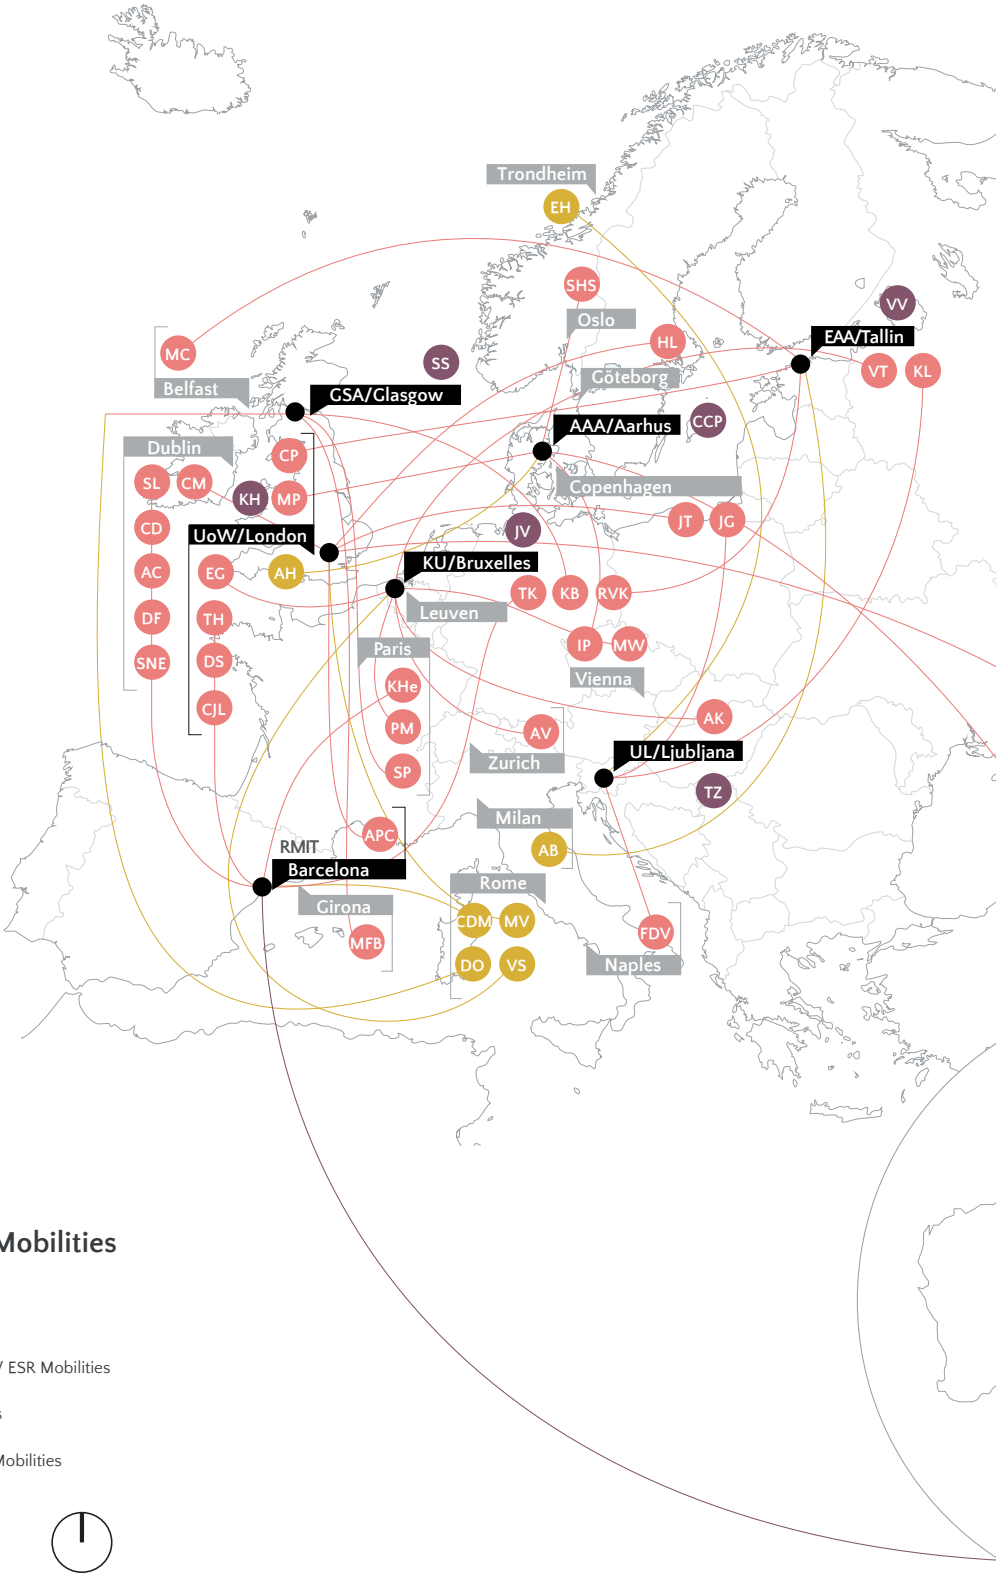 Trondheim
EH
SHS
VV
Oslo
EAA/Tallin
HL
MC
SS
VT
KL
Belfast
Göteborg
GSA/Glasgow
CCP
AAA/Aarhus
Dublin
CP
SL
CM
KH
MP
Copenhagen
CD
UoW/London
JV
JT
JG
AC
EG
AH
KU/Bruxelles
TK
KB
RVK
DF
TH
Leuven
SNE
DS
Paris
IP
MW
Vienna
CJL
KHe
PM
AV
AK
Zurich
UL/Ljubljana
SP
TZ
Milan
APC
AB
RMIT
Barcelona
Rome
Girona
CDM
MV
FDV
MFB
DO
VS
Naples
Mobilities
/ ESR Mobilities
s
Mobilities